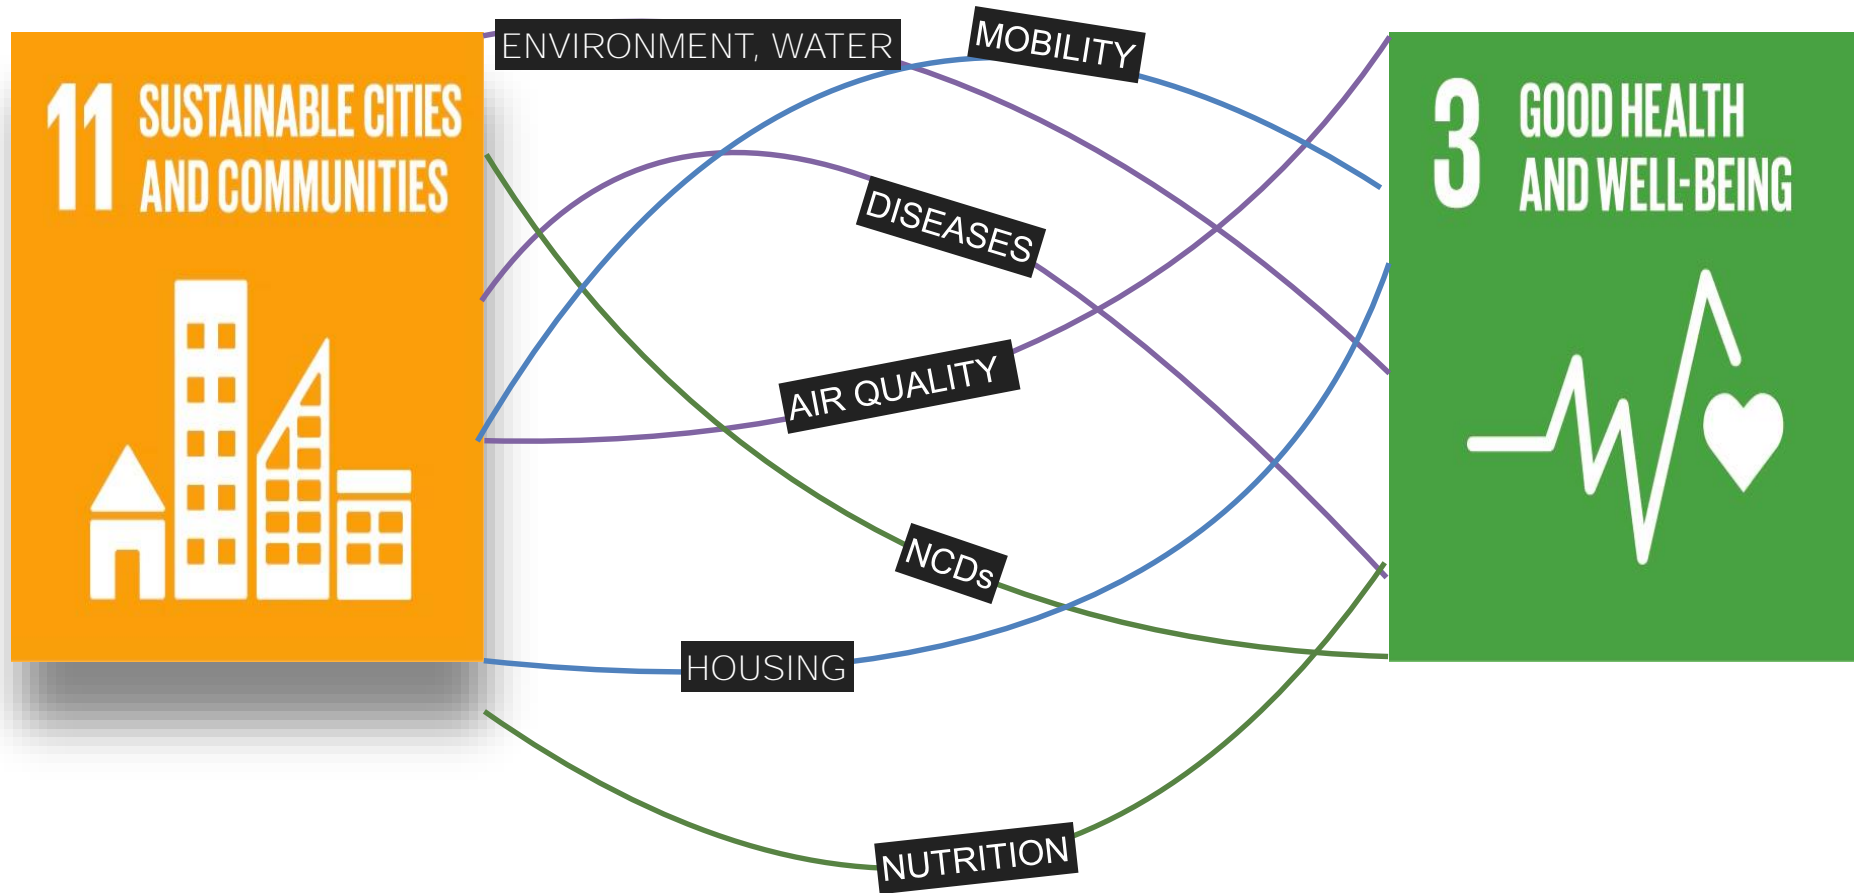 11 SUSTAINABLE CITIES
AND COMMUNITIES
ENVIRONMENT, WATER
MOBILITY
DISEASES
AIR QUALITY
NCDs
HOUSING
NUTRITION
3 GOOD HEALTH
AND WELL-BEING